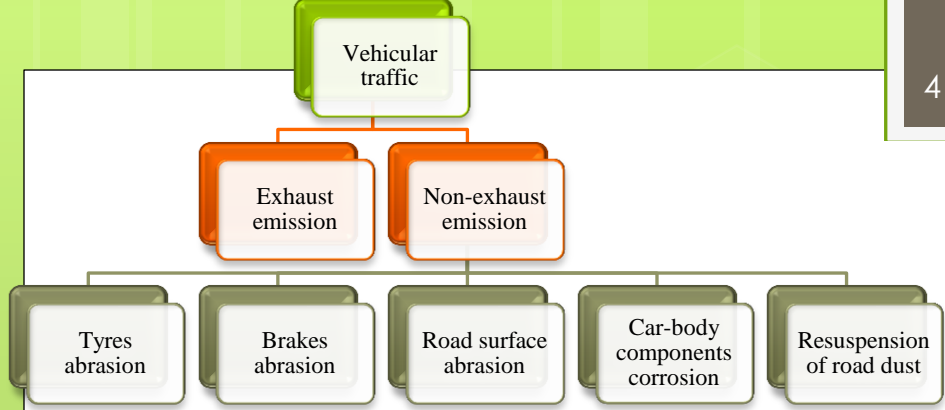 4
Vehicular
traffic
Exhaust
emission
Non-exhaust
emission
Tyres
abrasion
Brakes
abrasion
Road surface
abrasion
Car-body
components
corrosion
Resuspension
of road dust